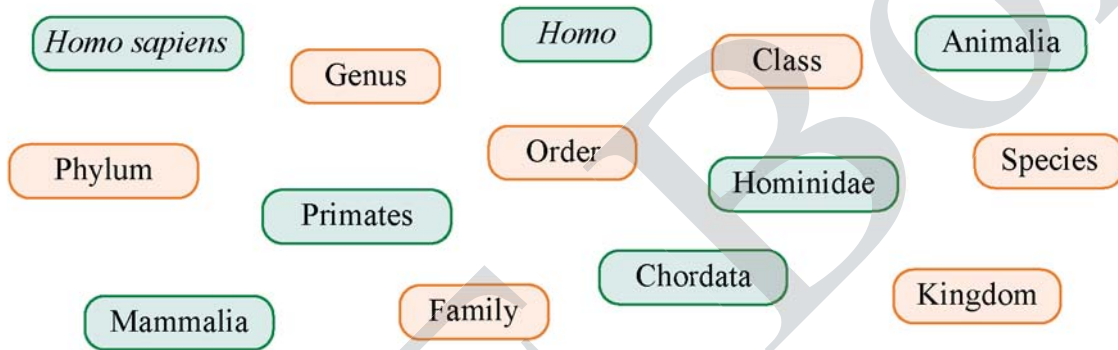 Homo sapiens
Homo
Animalia
Genus
Class
Phylum
Order
Species
Hominidae
Primates
Chordata
Kingdom
Mammalia
Family